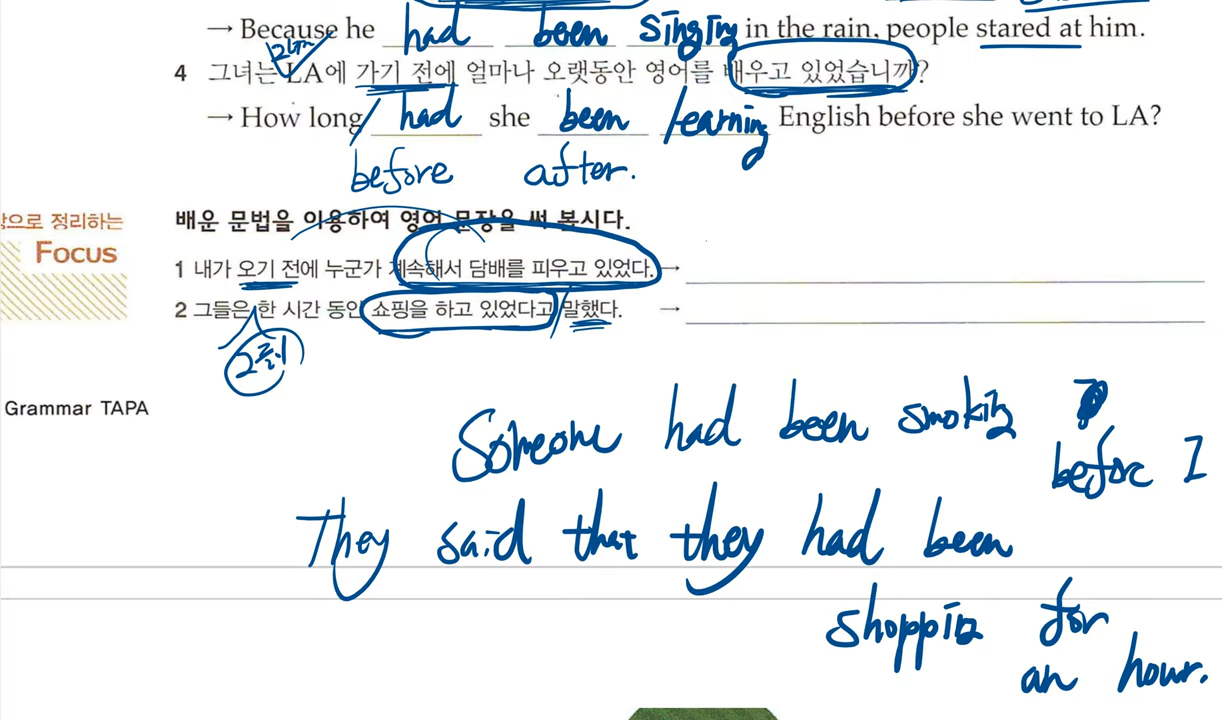 → Because he had been singing in the rain, people stared at him.
4 그녀는 LA에 가기 전에 얼마나 오랫동안 영어를 배우고 있었습니까?
→ How long had she been learning English before she went to LA?
before after.
으로 정리하는
Focus
배운 문법을 이용하여 영어 문장을 써 봅시다.
1 내가 오기 전에 누군가 계속해서 담배를 피우고 있었다. →
2 그들은 한 시간 동안 쇼핑을 하고 있었다고 말했다. →
Grammar TAPA
Someone had been smoking
before I
They said that they had been
shopping for
an hour.